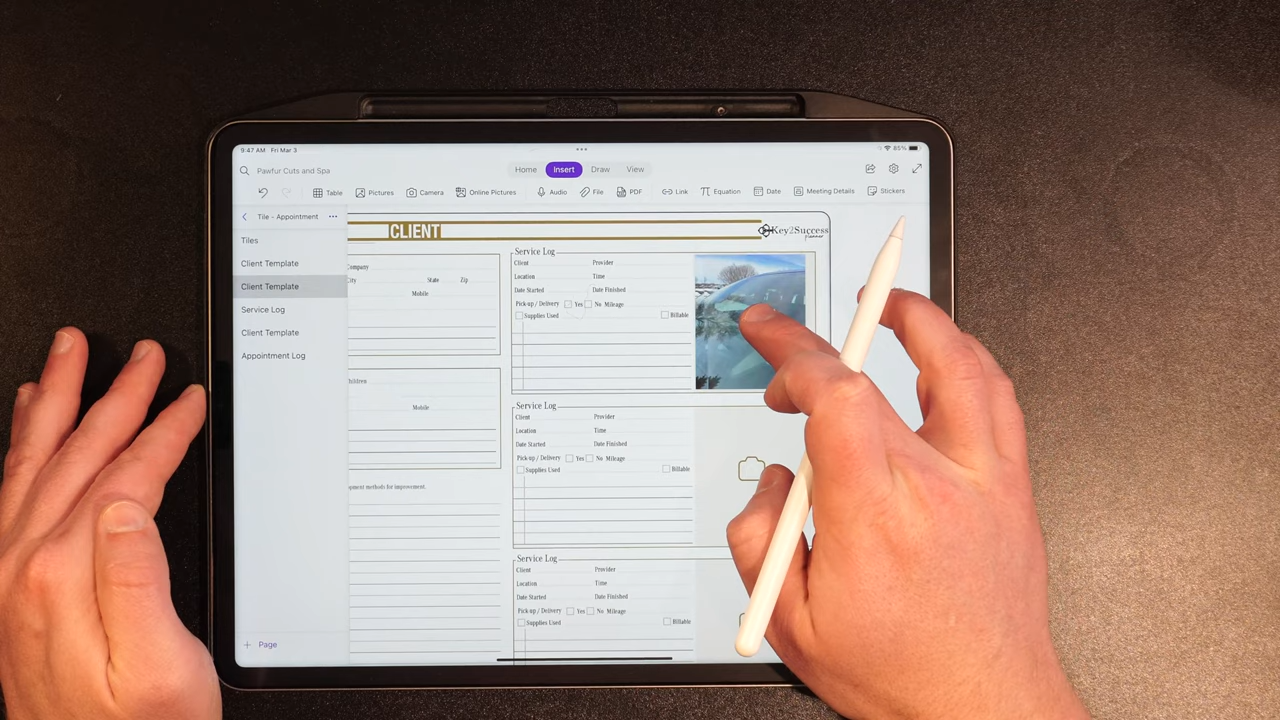 9:47 AM Fri Mar 3
85%
Pawfur Cuts and Spa
Home Insert Draw View
Table Pictures Camera Online Pictures Audio File PDF Link Equation Date Meeting Details Stickers
Tile - Appointment
Tiles
Client Template
Client Template
Service Log
Client Template
Appointment Log
Page
CLIENT
Key2Success
planner
Company
City State Zip
Mobile
Children
Mobile
methods for improvement.
Service Log
Client Provider
Location Time
Date Started Date Finished
Pick-up / Delivery Yes No Mileage
Supplies Used Billable
Service Log
Client Provider
Location Time
Date Started Date Finished
Pick-up / Delivery Yes No Mileage
Supplies Used Billable
Service Log
Client Provider
Location Time
Date Started Date Finished
Pick-up / Delivery Yes No Mileage
Supplies Used Billable